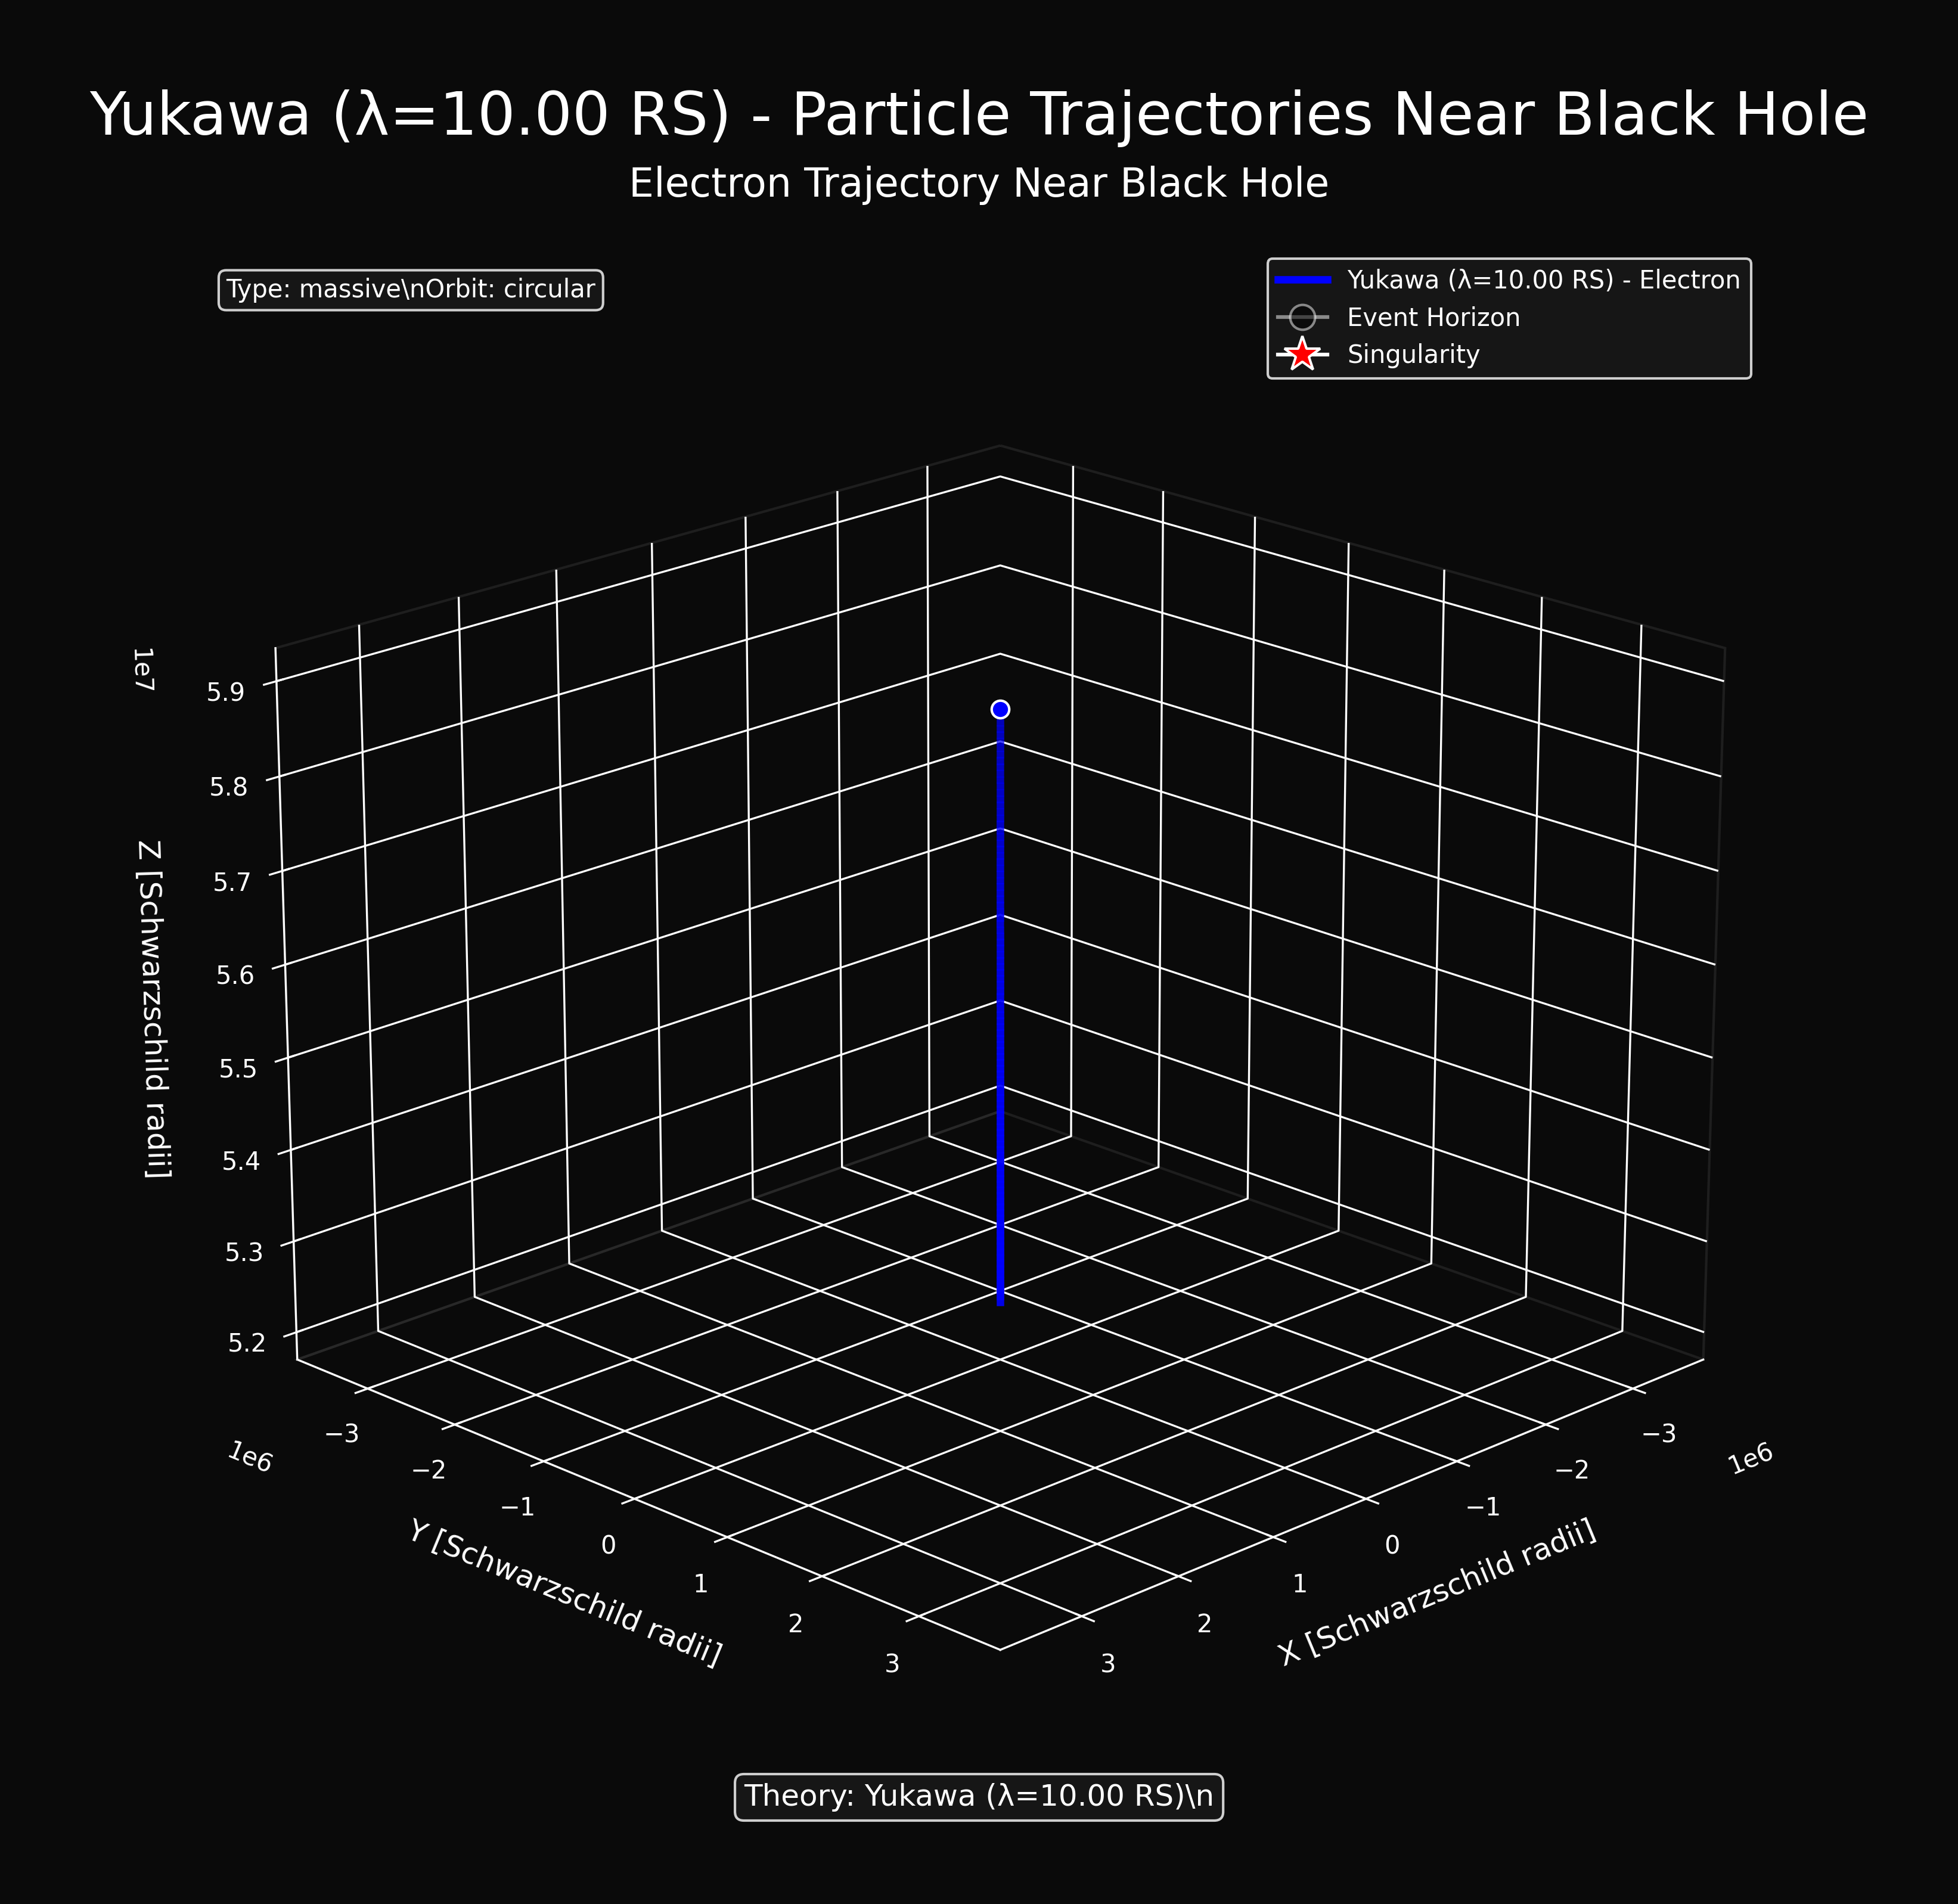 Yukawa (λ=10.00 RS) - Particle Trajectories Near Black Hole
Electron Trajectory Near Black Hole
Type: massive\nOrbit: circular
Yukawa (λ=10.00 RS) - Electron
Event Horizon
Singularity
1e7
5.9
5.8
5.7
5.6
5.5
5.4
5.3
5.2
Z [Schwarzschild radii]
1e6
−3
−2
−1
0
1
2
3
Y [Schwarzschild radii]
3
2
1
0
−1
−2
−3
1e6
X [Schwarzschild radii]
Theory: Yukawa (λ=10.00 RS)\n